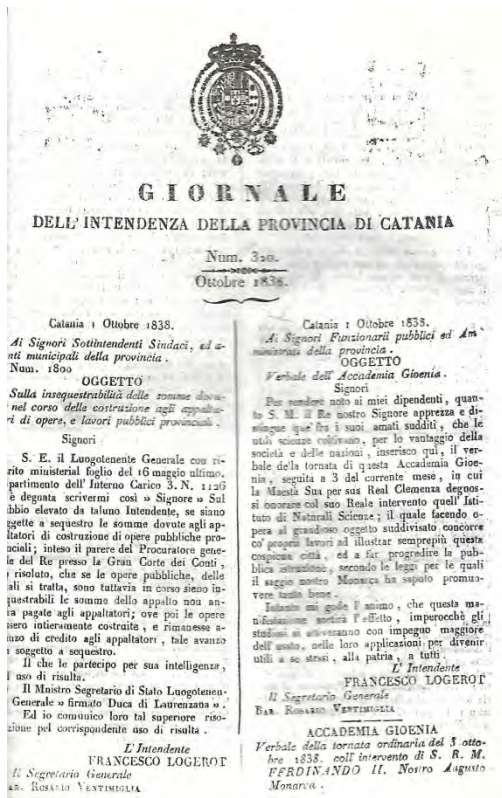 GIORNALE
DELL'INTENDENZA DELLA PROVINCIA DI CATANIA
Num. 320.
Ottobre 1838.
Catania 1 Ottobre 1838.
Ai Signori Sottintendenti Sindaci, ed a-
nti municipali della provincia.
Num. 1800
OGGETTO
Sulla insequestrabilità delle somme dovu-
nel corso della costruzione agli appalta-
ri di opere, e lavori pubblici provinciali.
Signori
S. E. il Luogotenente Generale con ri-
rito ministerial foglio del 16 maggio ultimo.
partimento dell'Interno Carico 3. N. 1126
è degnata scrivermi così » Signore » Sul
bbio elevato da taluno Intendente, se siano
ggette a sequestro le somme dovute agli ap-
ltatori di costruzione di opere pubbliche pro-
nciali; inteso il parere del Procuratore gene-
le del Re presso la Gran Corte dei Conti,
risoluto, che se le opere pubbliche, delle
ali si tratta, sono tuttavia in corso sieno in-
questrabili le somme dello appalto non an-
ra pagate agli appaltatori; ove poi le opere
ssero interamente costruite, e rimanesse a-
nzo di credito agli appaltatori, tale avanzo
soggetto a sequestro.
Il che le partecipo per sua intelligenza,
uso di risulta.
Il Mnistro Segretario di Stato Luogotenen-
Generale » firmato Duca di Laurenzana ».
Ed io comunico loro tal superiore riso-
zione pel corrispondente uso di risulta.
L'Intendente
FRANCESCO LOGEROT
Il Segretario Generale
AR. ROSARIO VENTIMIGLIA
Catania 1 Ottobre 1838.
Ai Signori Funzionarii pubblici ed Am
ministrati della provincia.
OGGETTO
Verbale dell'Accademia Gioenia.
Signori
Per rendere noto ai miei dipendenti, quan-
to S. M. il Re nostro Signore apprezza e di-
stingue que' fra i suoi amati sudditi, che le
utili scienze coltivano, per lo vantaggio della
società e delle nazioni, inserisco qui, il ver-
bale della tornata di questa Accademia Gioe-
nia, seguita a 3 del corrente mese, in cui
la Maestà Sua per sua Real Clemenza degnos-
si onorare col suo Reale intervento quell'Isti-
tuto di Naturali Scienze; il quale facendo o-
pera al grandioso oggetto suddivisato concorre
co' proprj lavori ad illustrar semprepiù questa
cospicua città, ed a far progredire la pub-
blica istruzione, secondo le leggi per le quali
il saggio nostro Monarca ha saputo promuo-
vere tanto bene.
Intanto mi gode l'animo, che questa ma-
nifestazione sortirà l'effetto, imperocchè gli
studiosi si attiveranno con impegno maggiore
dell'usato, nelle loro applicazioni per divenir
utili a se stessi, alla patria, a tutti.
L'Intendente
FRANCESCO LOGEROT
Il Segretario Generale
BAR. ROSARIO VENTIMIGLIA
ACCADEMIA GIOENIA
Verbale della tornata ordinaria del 3 otto-
bre 1838. coll'intervento di S. R. M.
FERDINANDO II. Nostro Augusto
Monarca.